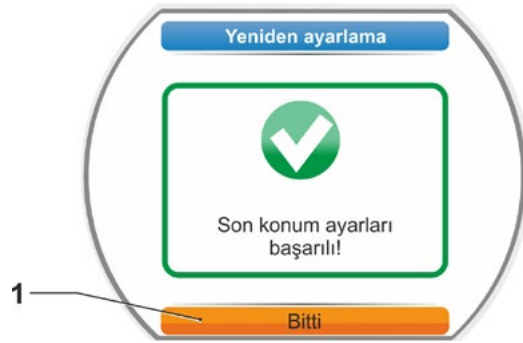 Yeniden ayarlama
Son konum ayarları
başarılı!
1
Bitti